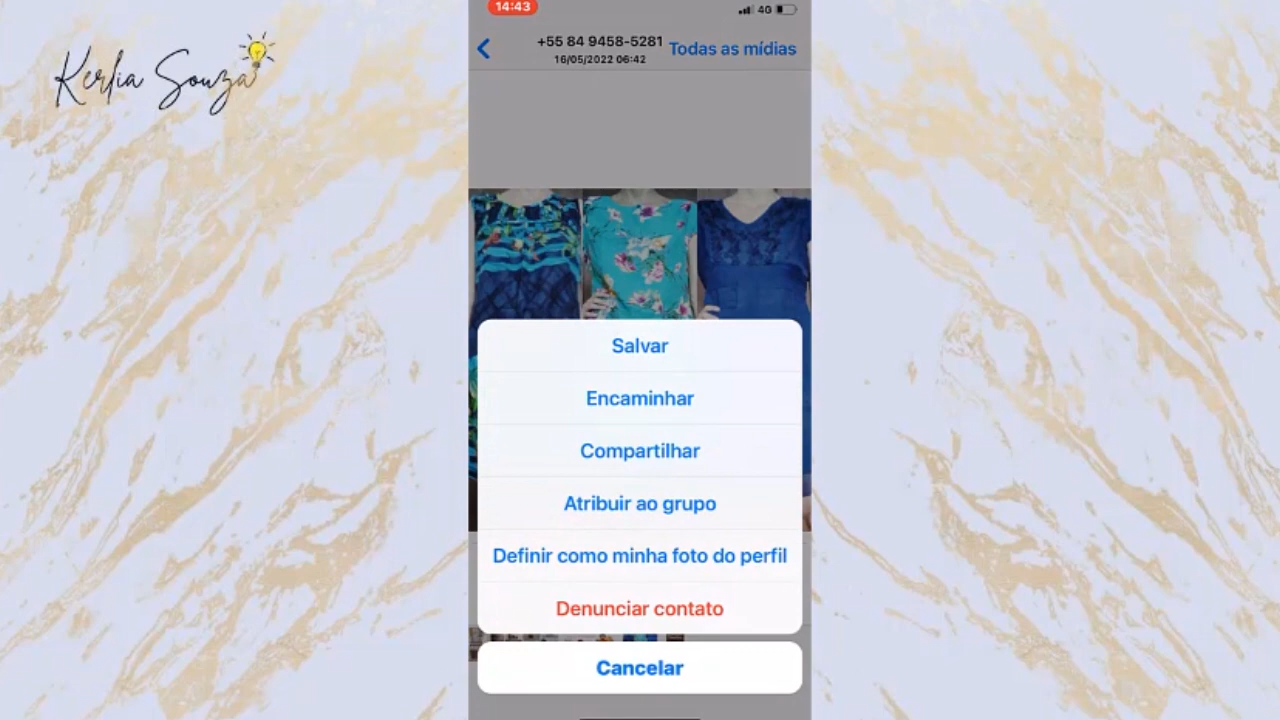 Kerlia Souza
14:43
4G
+55 84 9458-5281
Todas as mídias
16/05/2022 06:42
Salvar
Encaminhar
Compartilhar
Atribuir ao grupo
Definir como minha foto do perfil
Denunciar contato
Cancelar